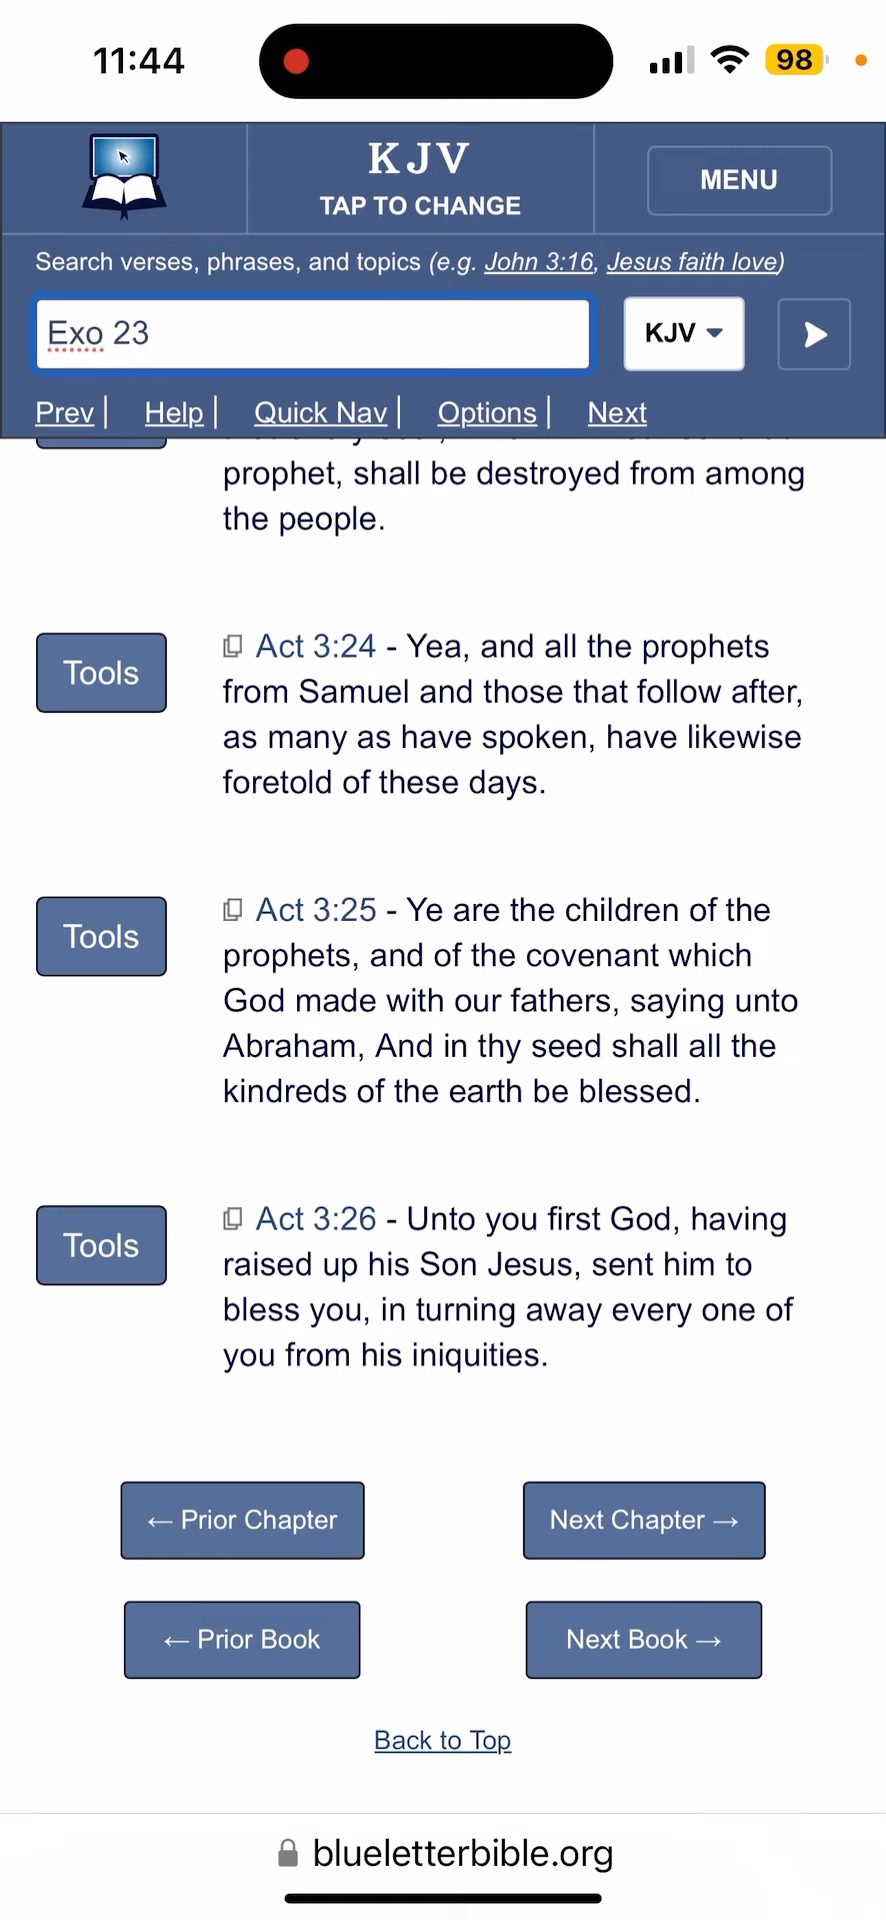 11:44
98
KJV
TAP TO CHANGE
MENU
Search verses, phrases, and topics (e.g. John 3:16, Jesus faith love)
Exo 23
KJV
Prev | Help | Quick Nav | Options | Next
prophet, shall be destroyed from among
the people.
Tools
Act 3:24 - Yea, and all the prophets
from Samuel and those that follow after,
as many as have spoken, have likewise
foretold of these days.
Tools
Act 3:25 - Ye are the children of the
prophets, and of the covenant which
God made with our fathers, saying unto
Abraham, And in thy seed shall all the
kindreds of the earth be blessed.
Tools
Act 3:26 - Unto you first God, having
raised up his Son Jesus, sent him to
bless you, in turning away every one of
you from his iniquities.
← Prior Chapter
Next Chapter →
← Prior Book
Next Book →
Back to Top
blueletterbible.org